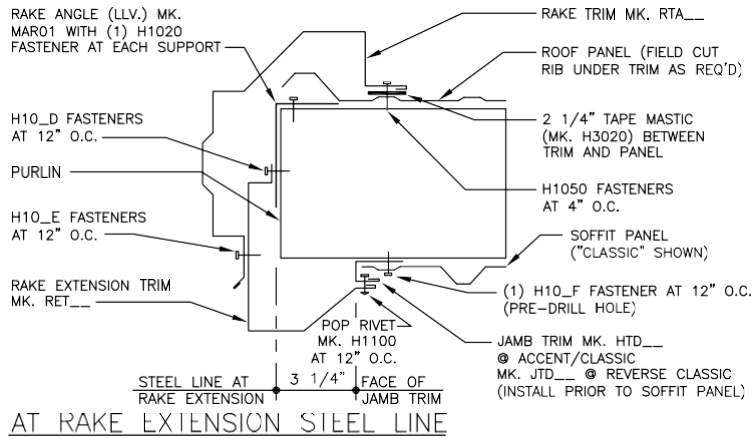 RAKE ANGLE (LLV.) MK.
MAR01 WITH (1) H1020
FASTENER AT EACH SUPPORT
H10_D FASTENERS
AT 12" O.C.
PURLIN
H10_E FASTENERS
AT 12" O.C.
RAKE EXTENSION TRIM
MK. RET__
RAKE TRIM MK. RTA__
ROOF PANEL (FIELD CUT
RIB UNDER TRIM AS REQ'D)
2 1/4" TAPE MASTIC
(MK. H3020) BETWEEN
TRIM AND PANEL
H1050 FASTENERS
AT 4" O.C.
SOFFIT PANEL
("CLASSIC" SHOWN)
(1) H10_F FASTENER AT 12" O.C.
(PRE-DRILL HOLE)
JAMB TRIM MK. HTD__
@ ACCENT/CLASSIC
MK. JTD__ @ REVERSE CLASSIC
(INSTALL PRIOR TO SOFFIT PANEL)
POP RIVET
MK. H1100
AT 12" O.C.
STEEL LINE AT
RAKE EXTENSION
3 1/4"
FACE OF
JAMB TRIM
AT RAKE EXTENSION STEEL LINE